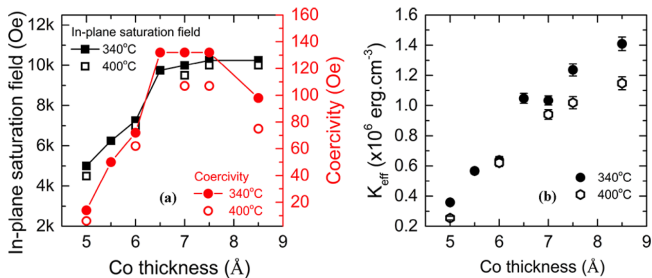 In-plane saturation field (Oe)
12k
10k
8k
6k
4k
2k
In-plane saturation field
340°C
400°C
Coercivity
340°C
400°C
(a)
160
140
120
100
80
60
40
20
Coercivity (Oe)
5 6 7 8 9
Co thickness (Å)
K_eff (x10^6 erg.cm^-3)
1.6
1.4
1.2
1.0
0.8
0.6
0.4
0.2
(b)
340°C
400°C
5 6 7 8 9
Co thickness (Å)